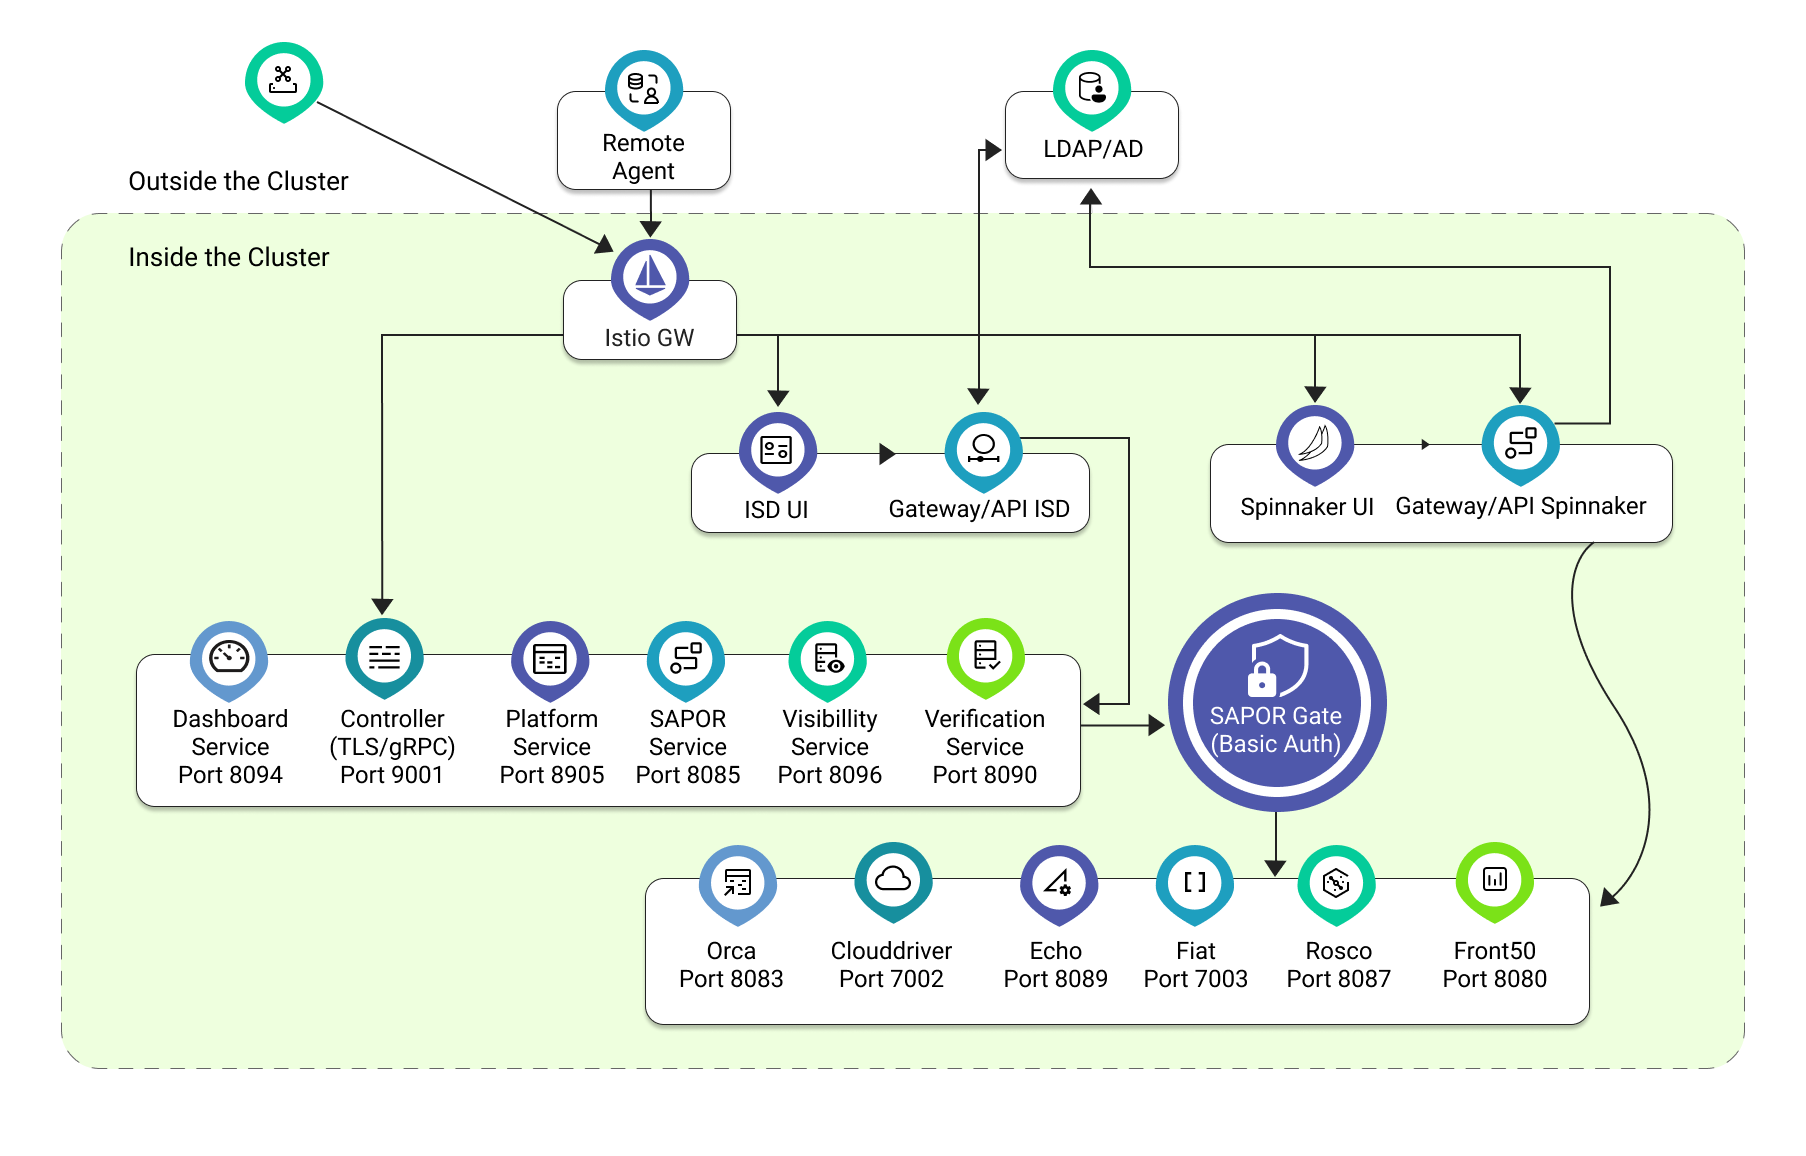 Outside the Cluster
Remote
Agent
LDAP/AD
Inside the Cluster
Istio GW
ISD UI
Gateway/API ISD
Spinnaker UI
Gateway/API Spinnaker
Dashboard
Service
Port 8094
Controller
(TLS/gRPC)
Port 9001
Platform
Service
Port 8905
SAPOR
Service
Port 8085
Visibillity
Service
Port 8096
Verification
Service
Port 8090
SAPOR Gate
(Basic Auth)
Orca
Port 8083
Clouddriver
Port 7002
Echo
Port 8089
Fiat
Port 7003
Rosco
Port 8087
Front50
Port 8080